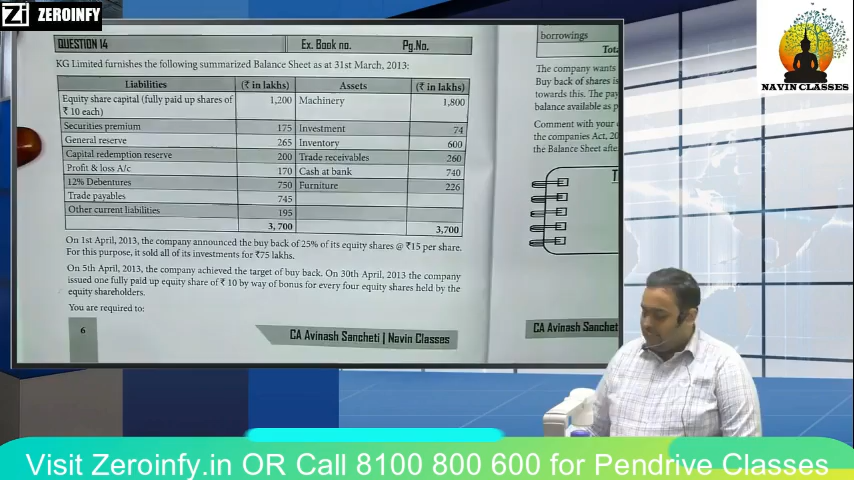 Zi ZEROINFY
NAVIN CLASSES
QUESTION 14 Ex. Book no. Pg.No.
KG Limited furnishes the following summarized Balance Sheet as at 31st March, 2013:
Liabilities (₹ in lakhs) Assets (₹ in lakhs)
Equity share capital (fully paid up shares of ₹ 10 each) 1,200 Machinery 1,800
Securities premium 175 Investment 74
General reserve 265 Inventory 600
Capital redemption reserve 200 Trade receivables 260
Profit & loss A/c 170 Cash at bank 740
12% Debentures 750 Furniture 226
Trade payables 745
Other current liabilities 195
3,700 3,700
On 1st April, 2013, the company announced the buy back of 25% of its equity shares @ ₹15 per share.
For this purpose, it sold all of its investments for ₹75 lakhs.
On 5th April, 2013, the company achieved the target of buy back. On 30th April, 2013 the company
issued one fully paid up equity share of ₹ 10 by way of bonus for every four equity shares held by the
equity shareholders.
You are required to:
6
CA Avinash Sancheti | Navin Classes
borrowings
Tota
The company wants
Buy back of shares is
towards this. The pay
balance available as p
Comment with your
the companies Act, 20
the Balance Sheet afte
T
CA Avinash Sanchet
Visit Zeroinfy.in OR Call 8100 800 600 for Pendrive Classes